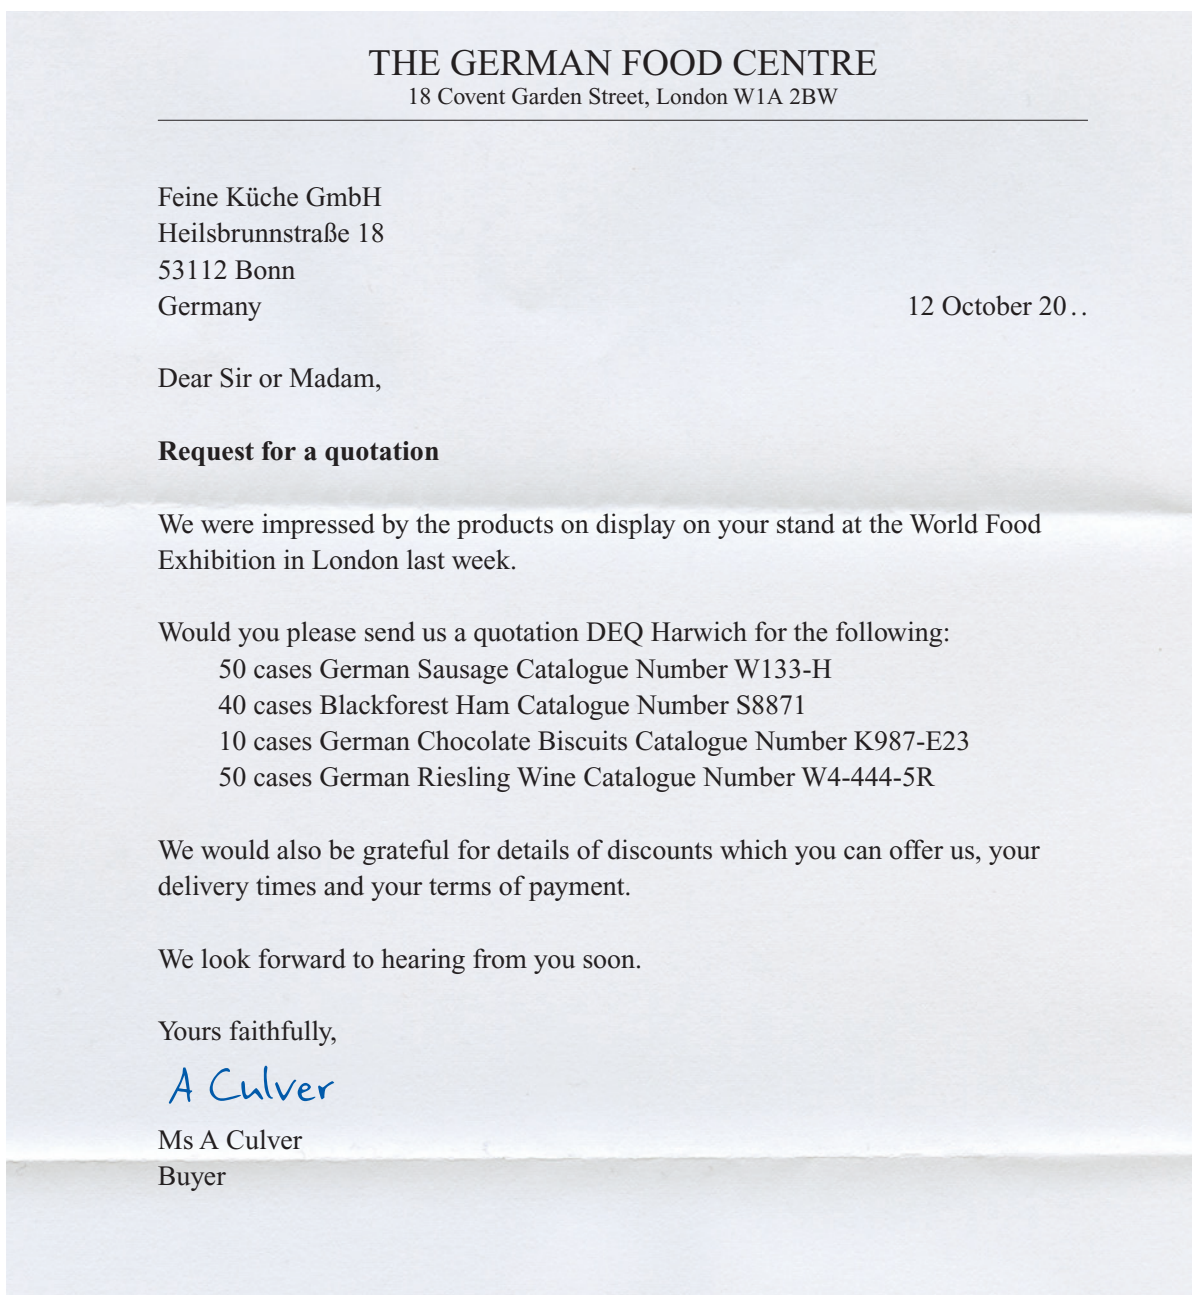 THE GERMAN FOOD CENTRE
18 Covent Garden Street, London W1A 2BW
Feine Küche GmbH
Heilsbrunnstraße 18
53112 Bonn
Germany
12 October 20 . .
Dear Sir or Madam,
Request for a quotation
We were impressed by the products on display on your stand at the World Food
Exhibition in London last week.
Would you please send us a quotation DEQ Harwich for the following:
50 cases German Sausage Catalogue Number W133-H
40 cases Blackforest Ham Catalogue Number S8871
10 cases German Chocolate Biscuits Catalogue Number K987-E23
50 cases German Riesling Wine Catalogue Number W4-444-5R
We would also be grateful for details of discounts which you can offer us, your
delivery times and your terms of payment.
We look forward to hearing from you soon.
Yours faithfully,
A Culver
Ms A Culver
Buyer